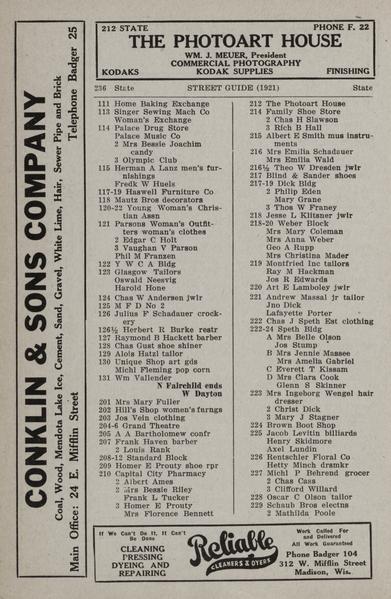 CONKLIN & SONS COMPANY
Coal, Wood, Mendota Lake Ice, Cement, Sand, Gravel, White Lime, Hair, Sewer Pipe and Brick
Main Office: 24 E. Mifflin Street Telephone Badger 25
212 STATE PHONE F. 22
THE PHOTOART HOUSE
WM. J. MEUER, President
COMMERCIAL PHOTOGRAPHY
KODAKS KODAK SUPPLIES FINISHING
236 State STREET GUIDE (1921) State
111 Home Baking Exchange
113 Singer Sewing Mach Co
Woman's Exchange
114 Palace Drug Store
Palace Music Co
2 Mrs Bessie Joachim
candy
3 Olympic Club
115 Herman A Lanz men's fur-
nishings
Fredk W Huels
117-19 Haswell Furniture Co
118 Mautz Bros decorators
120-22 Young Woman's Chris-
tian Assn
121 Parsons Woman's Outfit-
ters woman's clothes
2 Edgar C Holt
3 Vaughan V Parson
Phil M Franzen
122 Y W C A Bldg
123 Glasgow Tailors
Oswald Neesvig
Harold Hone
124 Chas W Andersen jwlr
125 M F D No 2
126 Julius F Schadauer crock-
ery
126½ Herbert R Burke restr
127 Raymond B Hackett barber
128 Chas Gust shoe shiner
129 Alois Hatzl tailor
130 Unique Shop art gds
Michl Fleming pop corn
131 Wm Vallender
N Fairchild ends
W Dayton
201 Mrs Mary Fuller
202 Hill's Shop women's furngs
203 Jos Vein clothing
204-6 Grand Theatre
205 A A Bartholomew confr
207 Frank Haven barber
2 Louis Rank
208-12 Standard Block
209 Homer E Prouty shoe rpr
210 Capital City Pharmacy
2 Albert Ames
2 Mrs Bessie Riley
Frank L Tucker
3 Homer E Prouty
Mrs Florence Bennett
212 The Photoart House
214 Family Shoe Store
2 Chas H Slawson
3 Rich B Hall
215 Albert E Smith mus instru-
ments
216 Mrs Emilia Schadauer
Mrs Emilia Wald
216½ Theo W Dresden jwlr
217 Blind & Sander shoes
217-19 Dick Bldg
2 Philip Eden
Mary Grane
3 Thos W Franey
218 Jesse L Klitsner jwlr
218-20 Weber Block
Mrs Mary Coleman
Mrs Anna Weber
Geo A Rupp
Mrs Christina Mader
219 Montfried Inc tailors
Ray M Hackman
Jos R Edwards
220 Art E Lamboley jwlr
221 Andrew Massal jr tailor
Jno Dick
Lafayette Porter
222 Chas J Speth Est clothing
222-24 Speth Bldg
A Mrs Belle Olson
Jos Stump
B Mrs Jennie Massee
Mrs Amelia Gabriel
C Everett T Kissam
D Mrs Clara Cook
Glenn S Skinner
223 Mrs Ingeborg Wengel hair
dresser
2 Christ Dick
3 Mary J Sizer
224 Brown Boot Shop
225 Jacob Levitin billiards
Henry Skidmore
Axel Lundin
226 Rentschler Floral Co
Hetty Minch drsmkr
227 Michl P Behrend grocer
2 Chas Cass
3 Clifford Willard
228 Oscar C Olson tailor
229 Schaub Bros electns
2 Mathilda Poole
If We Can't Do It, It Can't
Be Done
CLEANING
PRESSING
DYEING AND
REPAIRING
Reliable
CLEANERS & DYERS
Work Called For
and Delivered
All Work Guaranteed
Phone Badger 104
312 W. Mifflin Street
Madison, Wis.